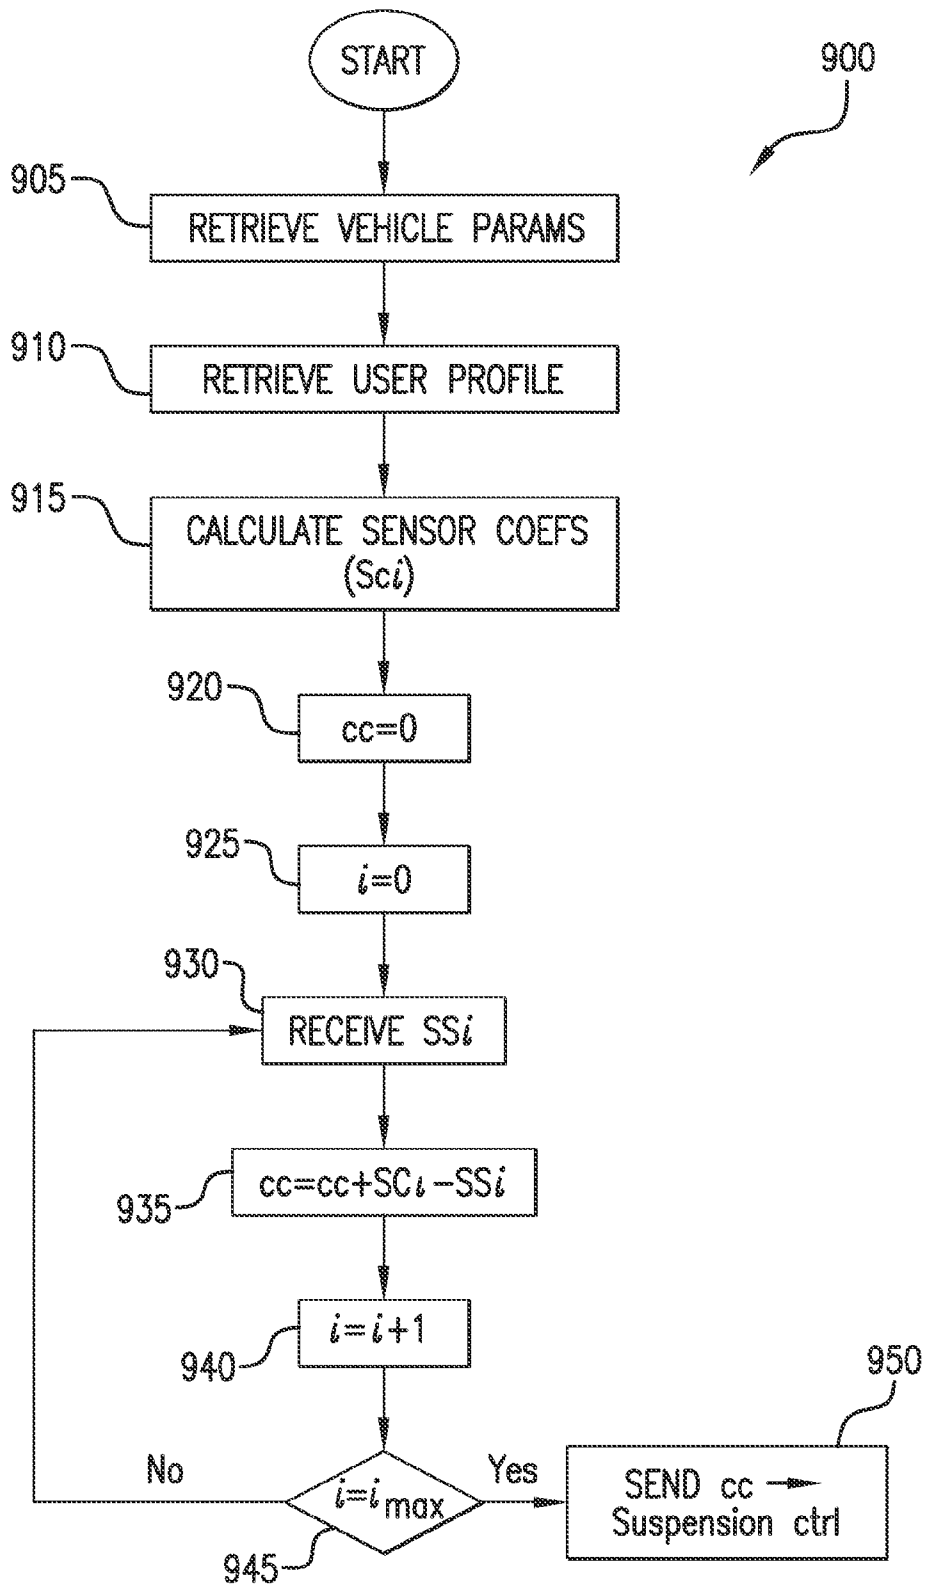 START
900
905
RETRIEVE VEHICLE PARAMS
910
RETRIEVE USER PROFILE
915
CALCULATE SENSOR COEFS
(Sci)
920
cc=0
925
i=0
930
RECEIVE SSi
935
cc=cc+SCi-SSi
940
i=i+1
950
No
Yes
i=imax
945
SEND cc →
Suspension ctrl